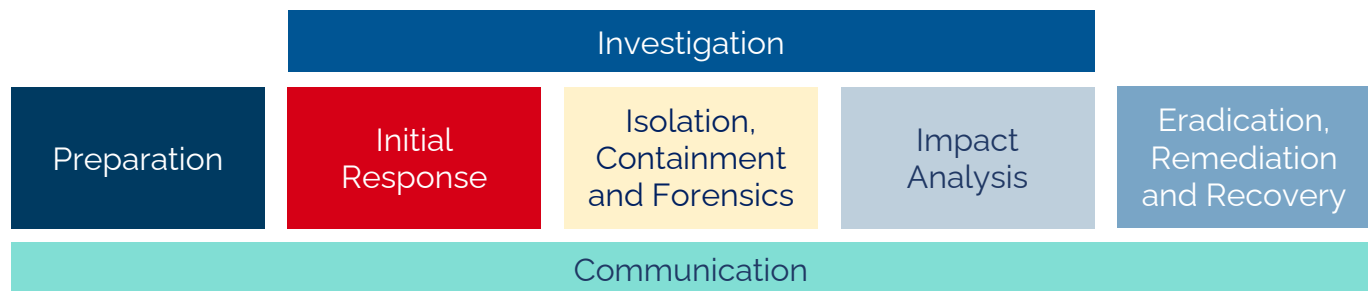 Investigation
Preparation
Initial
Response
Isolation,
Containment
and Forensics
Impact
Analysis
Eradication,
Remediation
and Recovery
Communication